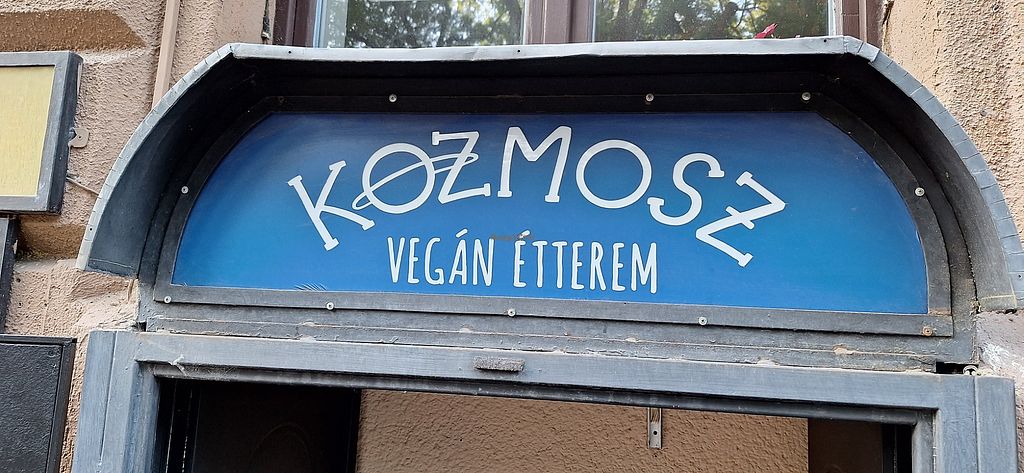 KOZMOSZ
VEGÁN ÉTTEREM